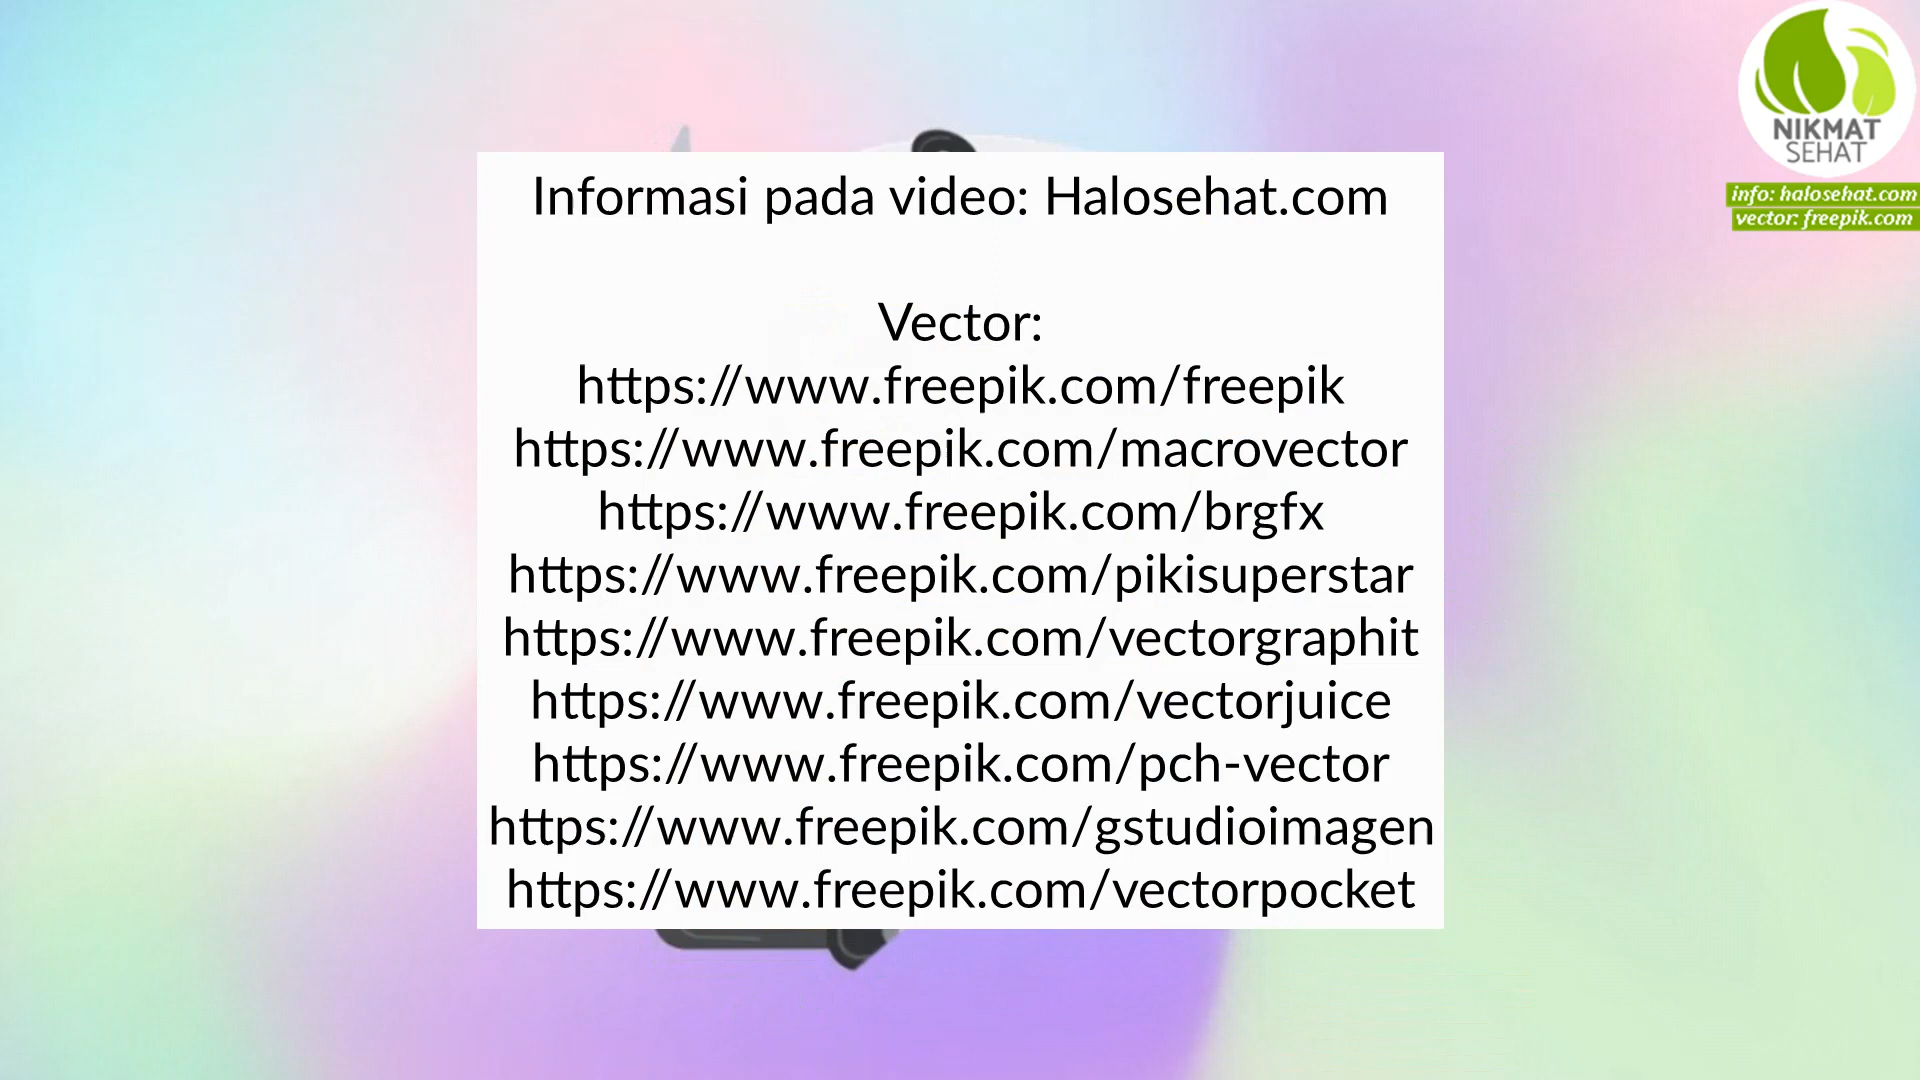 Informasi pada video: Halosehat.com
Vector:
https://www.freepik.com/freepik
https://www.freepik.com/macrovector
https://www.freepik.com/brgfx
https://www.freepik.com/pikisuperstar
https://www.freepik.com/vectorgraphit
https://www.freepik.com/vectorjuice
https://www.freepik.com/pch-vector
https://www.freepik.com/gstudioimagen
https://www.freepik.com/vectorpocket
NIKMAT
SEHAT
info: halosehat.com
vector: freepik.com